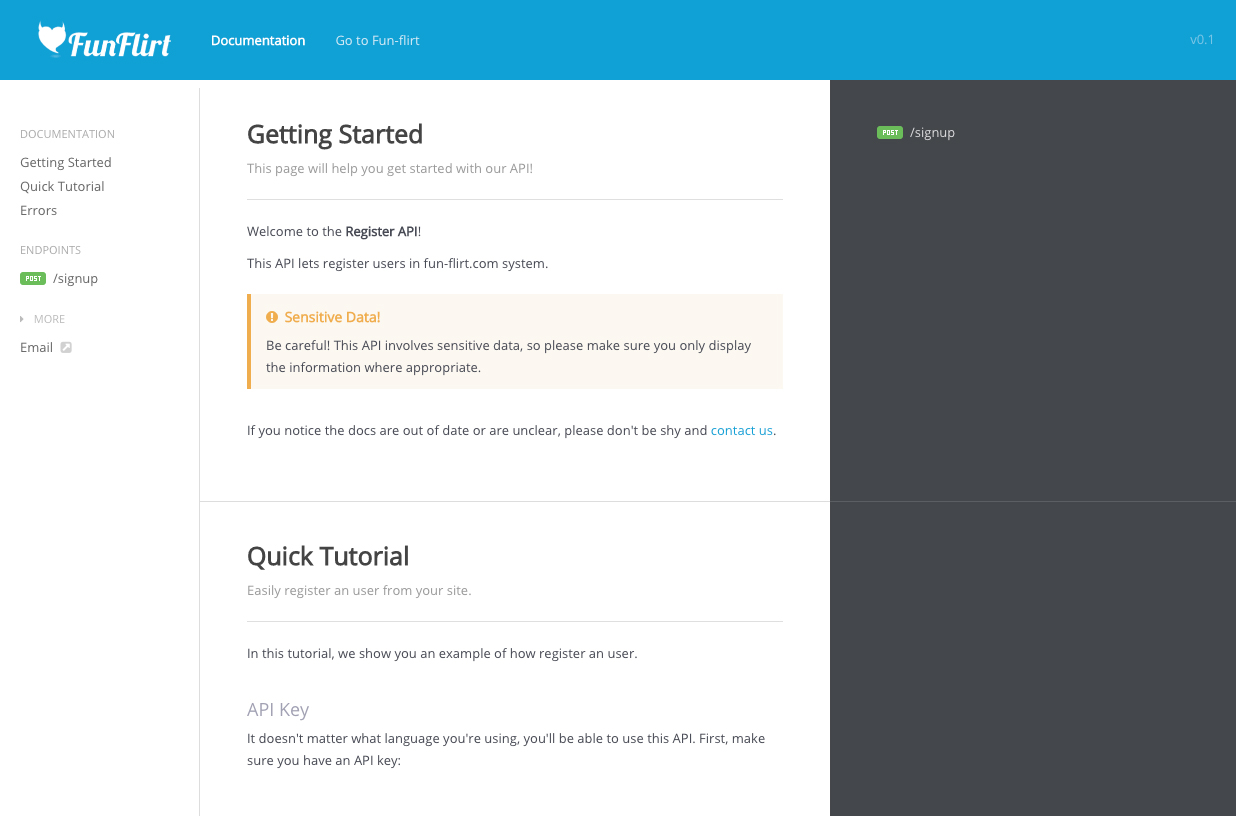 FunFlirt
Documentation
Go to Fun-flirt
v0.1
DOCUMENTATION
Getting Started
Quick Tutorial
Errors
ENDPOINTS
POST /signup
MORE
Email
Getting Started
This page will help you get started with our API!
Welcome to the Register API!
This API lets register users in fun-flirt.com system.
Sensitive Data!
Be careful! This API involves sensitive data, so please make sure you only display
the information where appropriate.
If you notice the docs are out of date or are unclear, please don't be shy and contact us.
Quick Tutorial
Easily register an user from your site.
In this tutorial, we show you an example of how register an user.
API Key
It doesn't matter what language you're using, you'll be able to use this API. First, make
sure you have an API key:
POST /signup